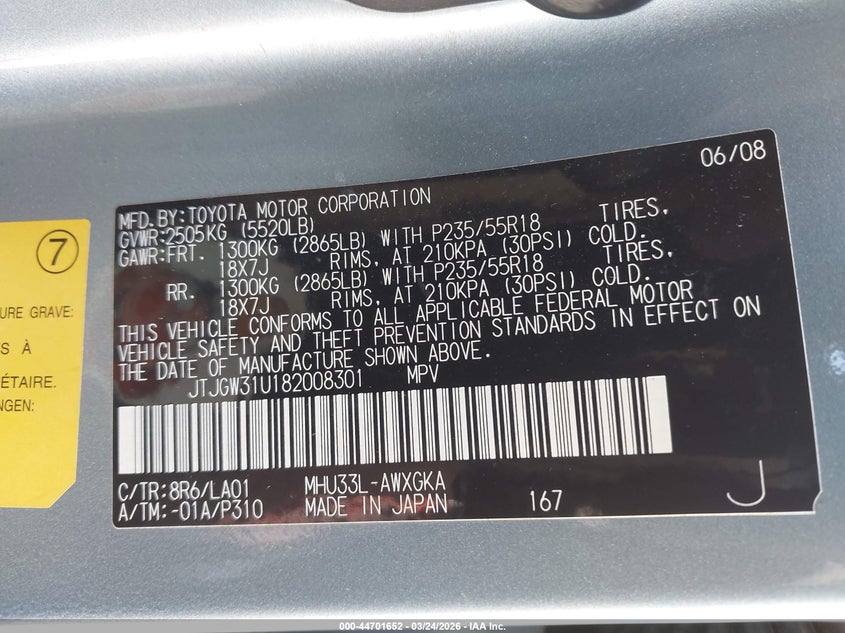 06/08
MFD. BY: TOYOTA MOTOR CORPORATION
GVWR: 2505KG (5520LB)
GAWR: FRT. 1300KG (2865LB) WITH P235/55R18 TIRES,
18X7J RIMS, AT 210KPA (30PSI) COLD.
RR. 1300KG (2865LB) WITH P235/55R18 TIRES,
18X7J RIMS, AT 210KPA (30PSI) COLD.
THIS VEHICLE CONFORMS TO ALL APPLICABLE FEDERAL MOTOR
VEHICLE SAFETY AND THEFT PREVENTION STANDARDS IN EFFECT ON
THE DATE OF MANUFACTURE SHOWN ABOVE.
JTJGW31U182008301 MPV
C/TR: 8R6/LA01 MHU33L-AWXGKA
A/TM: -01A/P310 MADE IN JAPAN 167 J
7
URE GRAVE:
S À
ÉTAIRE.
NGEN:
000-44701652 - 03/24/2026 - IAA Inc.